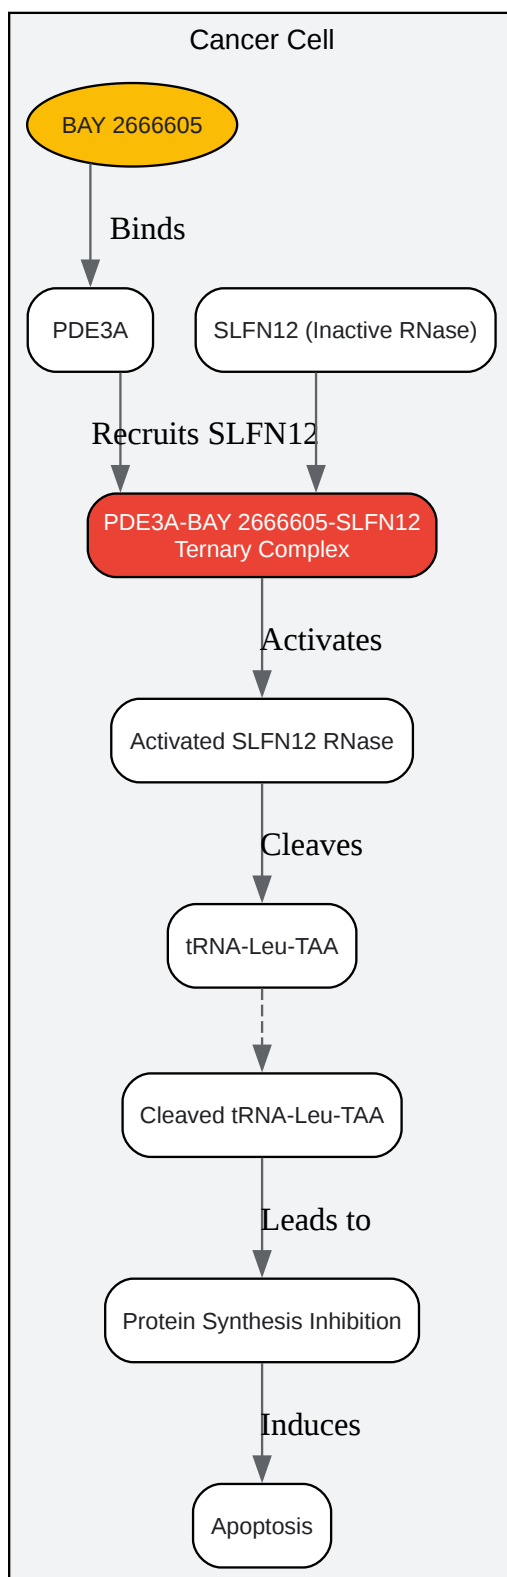 Cancer Cell
BAY 2666605
Binds
PDE3A
SLFN12 (Inactive RNase)
Recruits SLFN12
PDE3A-BAY 2666605-SLFN12
Ternary Complex
Activates
Activated SLFN12 RNase
Cleaves
tRNA-Leu-TAA
Cleaved tRNA-Leu-TAA
Leads to
Protein Synthesis Inhibition
Induces
Apoptosis